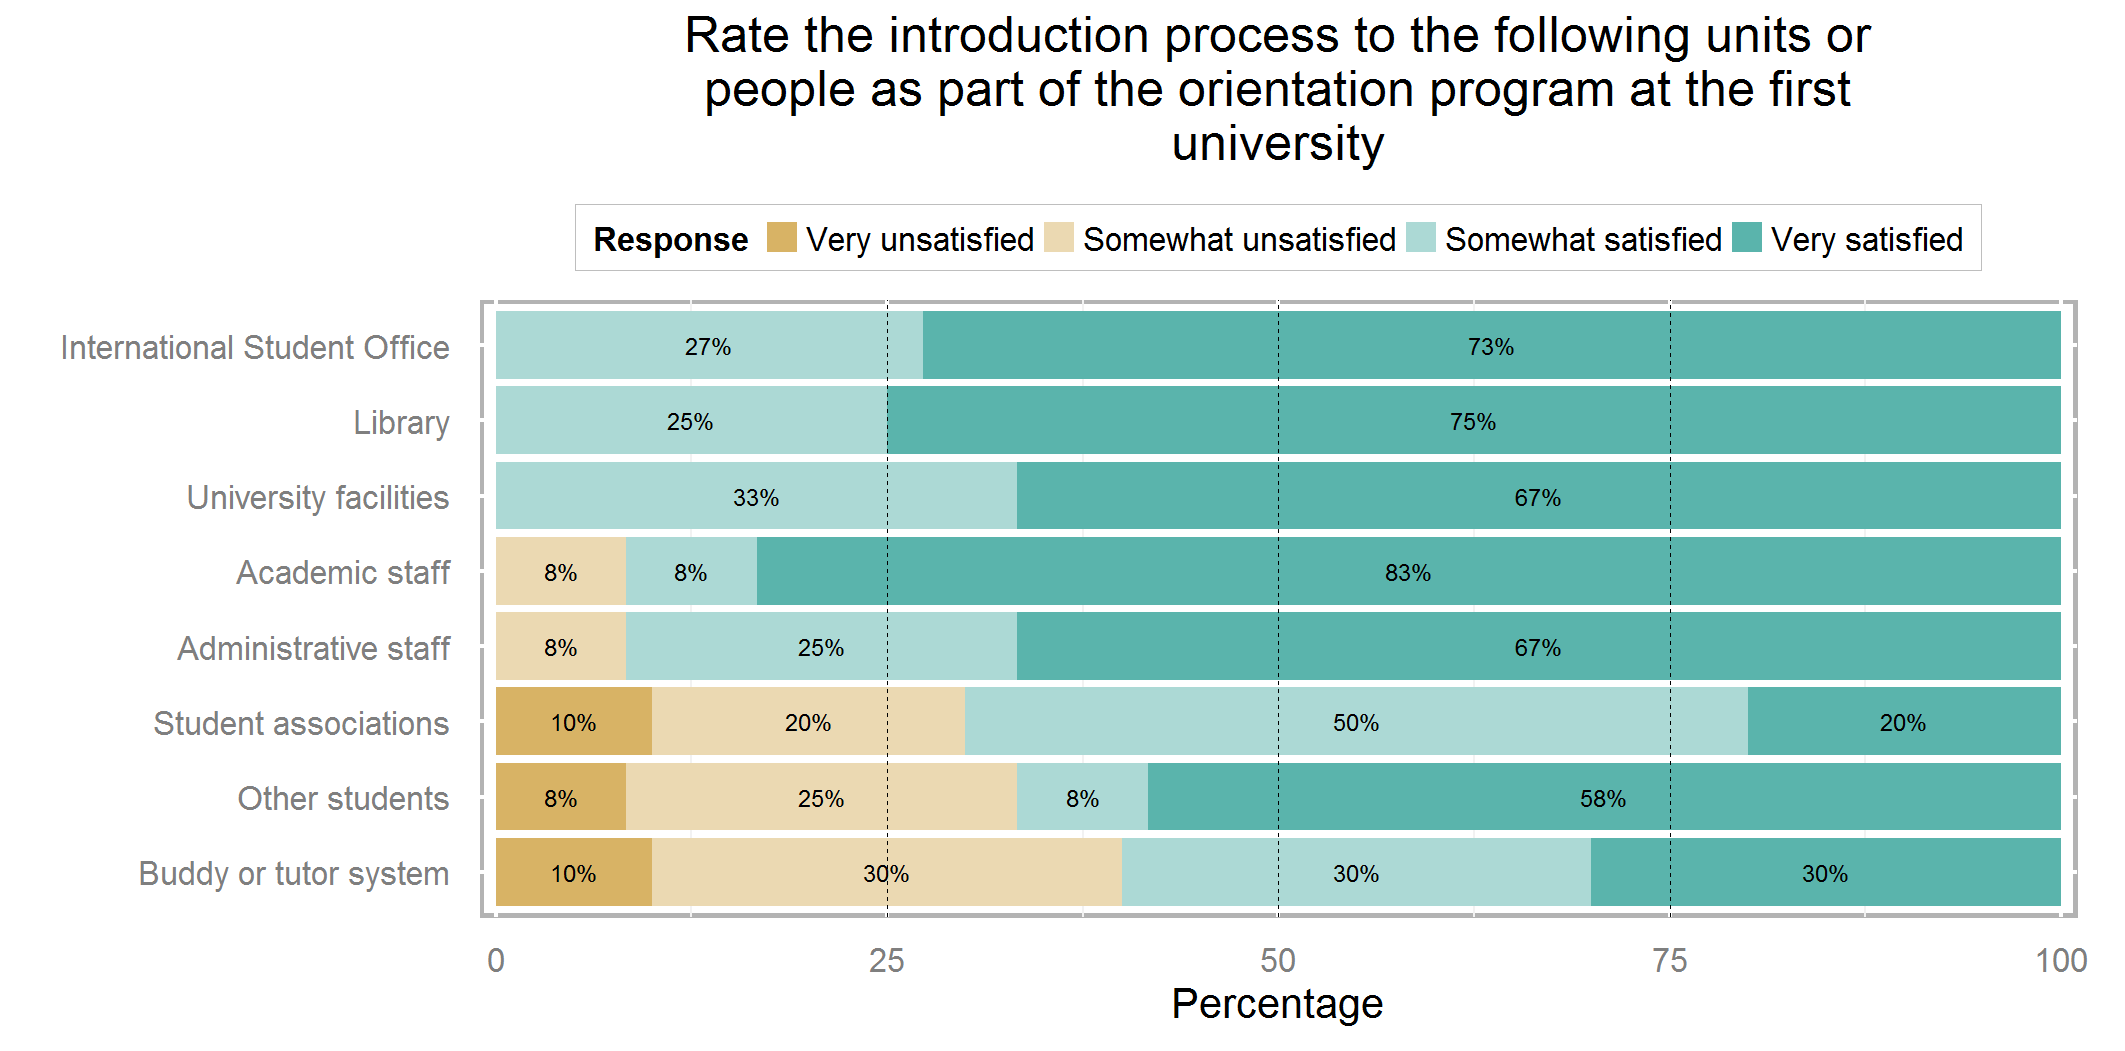 Rate the introduction process to the following units or
people as part of the orientation program at the first
university
Response Very unsatisfied Somewhat unsatisfied Somewhat satisfied Very satisfied
International Student Office 27% 73%
Library 25% 75%
University facilities 33% 67%
Academic staff 8% 8% 83%
Administrative staff 8% 25% 67%
Student associations 10% 20% 50% 20%
Other students 8% 25% 8% 58%
Buddy or tutor system 10% 30% 30% 30%
0 25 50 75 100
Percentage